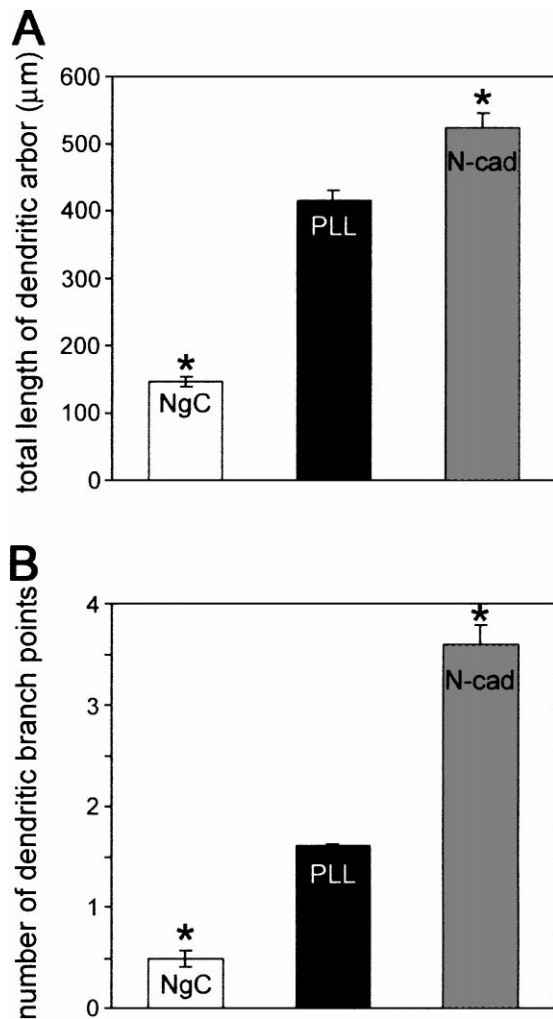 A
total length of dendritic arbor (µm)
600
500
400
300
200
100
0
*
NgC
PLL
*
N-cad
B
number of dendritic branch points
4
3
2
1
0
*
NgC
PLL
*
N-cad